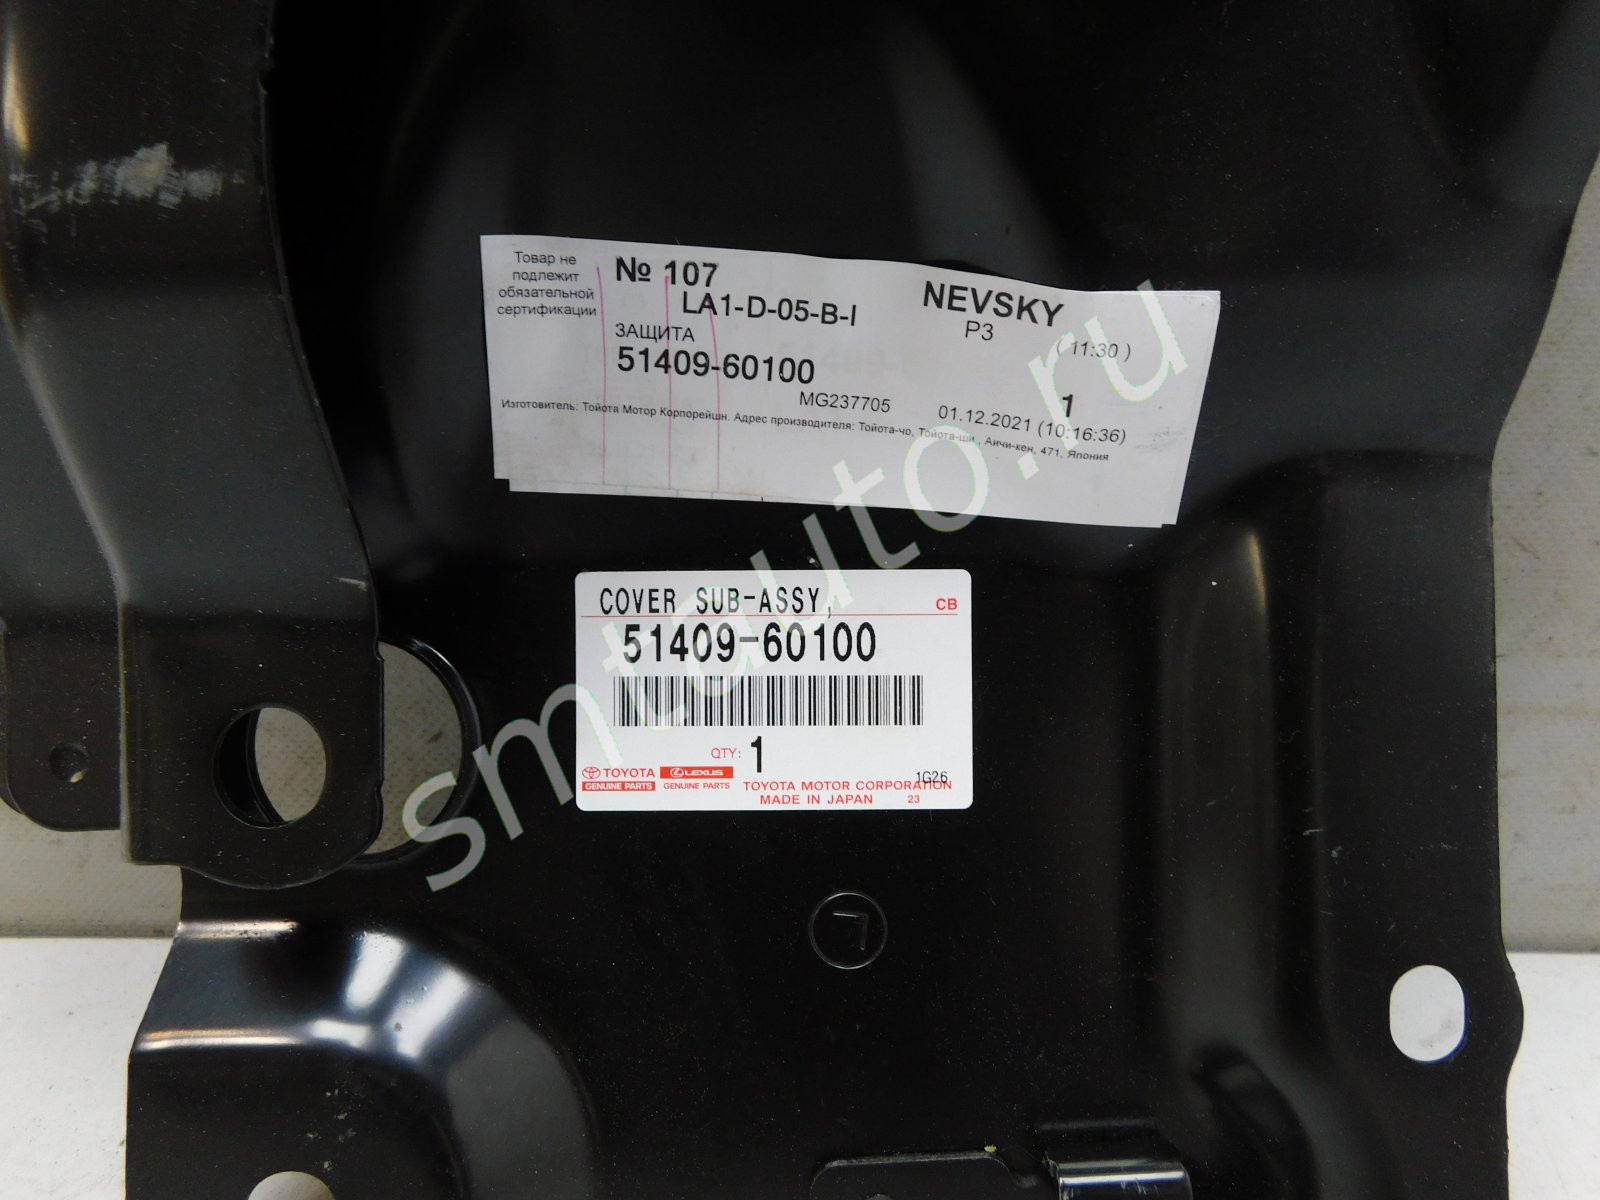 Товар не
подлежит
обязательной
сертификации
№ 107
LA1-D-05-B-I
NEVSKY
P3
( 11:30 )
ЗАЩИТА
51409-60100
MG237705
1
01.12.2021 (10:16:36)
Изготовитель: Тойота Мотор Корпорейшн. Адрес производителя: Тойота-чо, Тойота-ши , Аичи-кен, 471, Япония
COVER SUB-ASSY,
CB
51409-60100
QTY: 1
TOYOTA
GENUINE PARTS
LEXUS
GENUINE PARTS
1G26
TOYOTA MOTOR CORPORATION
MADE IN JAPAN 23
smtauto.ru
L